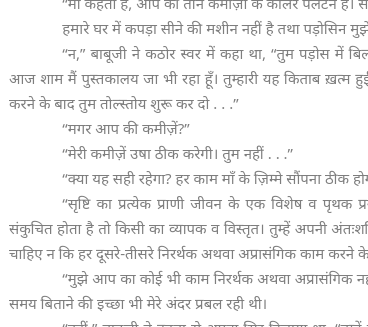 “माँ कहती हैं, आप की तीन कमीज़ों के कॉलर पलटने हैं।
हमारे घर में कपड़ा सीने की मशीन नहीं है तथा पड़ोसिन मुझे
“न,” बाबूजी ने कठोर स्वर में कहा था, “तुम पड़ोस में
आज शाम मैं पुस्तकालय जा भी रहा हूँ। तुम्हारी यह किताब ख़त्म
करने के बाद तुम तोल्स्तोय शुरू कर दो . . .”
“मगर आप की कमीज़ें?”
“मेरी कमीज़ें उषा ठीक करेगी। तुम नहीं . . .”
“क्या यह सही रहेगा? हर काम माँ के ज़िम्मे सौंपना ठीक
“सृष्टि का प्रत्येक प्राणी जीवन के एक विशेष व पृथक
संकुचित होता है तो किसी का व्यापक व विस्तृत। तुम्हें अपनी
चाहिए न कि हर दूसरे-तीसरे निरर्थक अथवा अप्रासंगिक काम करने के
“मुझे आप का कोई भी काम निरर्थक अथवा अप्रासंगिक
समय बिताने की इच्छा भी मेरे अंदर प्रबल रही थी।